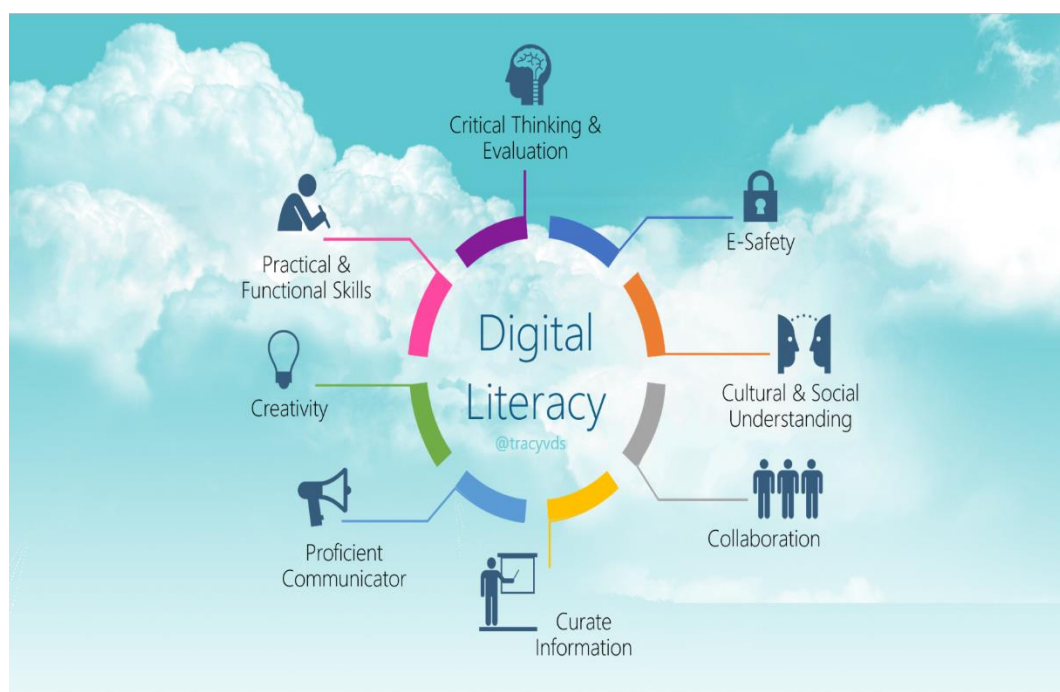 Critical Thinking &
Evaluation
E-Safety
Practical &
Functional Skills
Digital
Literacy
@tracyvds
Creativity
Cultural & Social
Understanding
Proficient
Communicator
Collaboration
Curate
Information